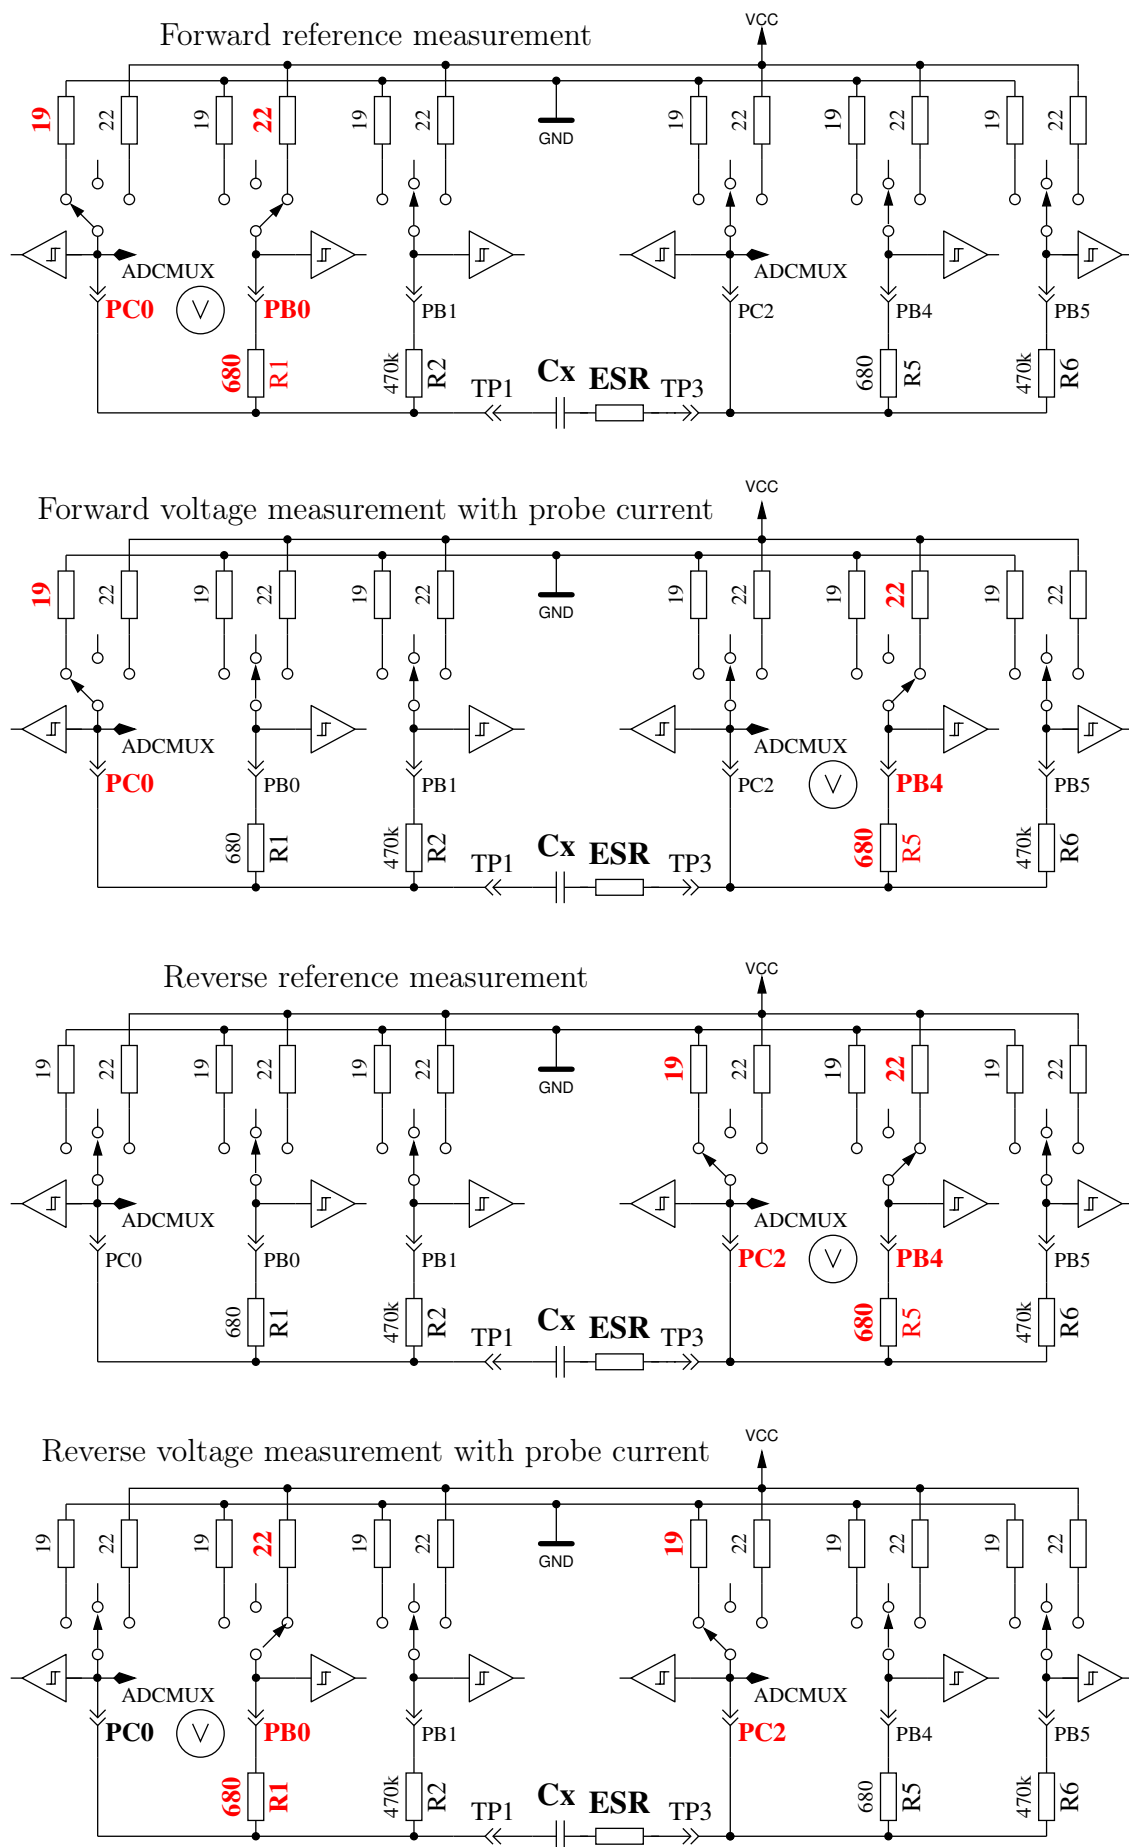 VCC
Forward reference measurement
19 22 19 22 19 22 GND 19 22 19 22 19 22
ADCMUX ADCMUX
PC0 V PB0 PB1 PC2 PB4 PB5
680 R1 470k R2 680 R5 470k R6
TP1 Cx ESR TP3
VCC
Forward voltage measurement with probe current
19 22 19 22 19 22 GND 19 22 19 22 19 22
ADCMUX ADCMUX
PC0 PB0 PB1 PC2 V PB4 PB5
680 R1 470k R2 680 R5 470k R6
TP1 Cx ESR TP3
VCC
Reverse reference measurement
19 22 19 22 19 22 GND 19 22 19 22 19 22
ADCMUX ADCMUX
PC0 PB0 PB1 PC2 V PB4 PB5
680 R1 470k R2 680 R5 470k R6
TP1 Cx ESR TP3
VCC
Reverse voltage measurement with probe current
19 22 19 22 19 22 GND 19 22 19 22 19 22
ADCMUX ADCMUX
PC0 V PB0 PB1 PC2 PB4 PB5
680 R1 470k R2 680 R5 470k R6
TP1 Cx ESR TP3